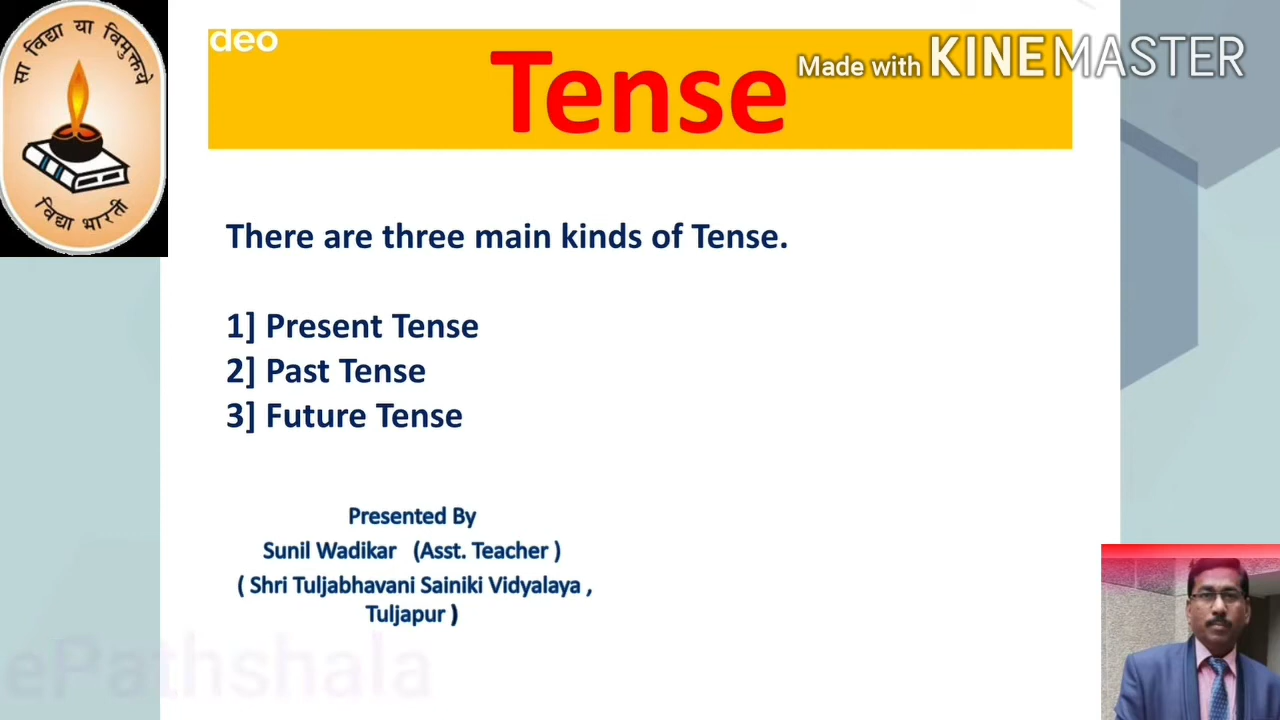 सा विद्या या विमुक्तये
विद्या भारती
deo
Made with KINEMASTER
Tense
There are three main kinds of Tense.
1] Present Tense
2] Past Tense
3] Future Tense
Presented By
Sunil Wadikar (Asst. Teacher )
( Shri Tuljabhavani Sainiki Vidyalaya ,
Tuljapur )
ePathshala